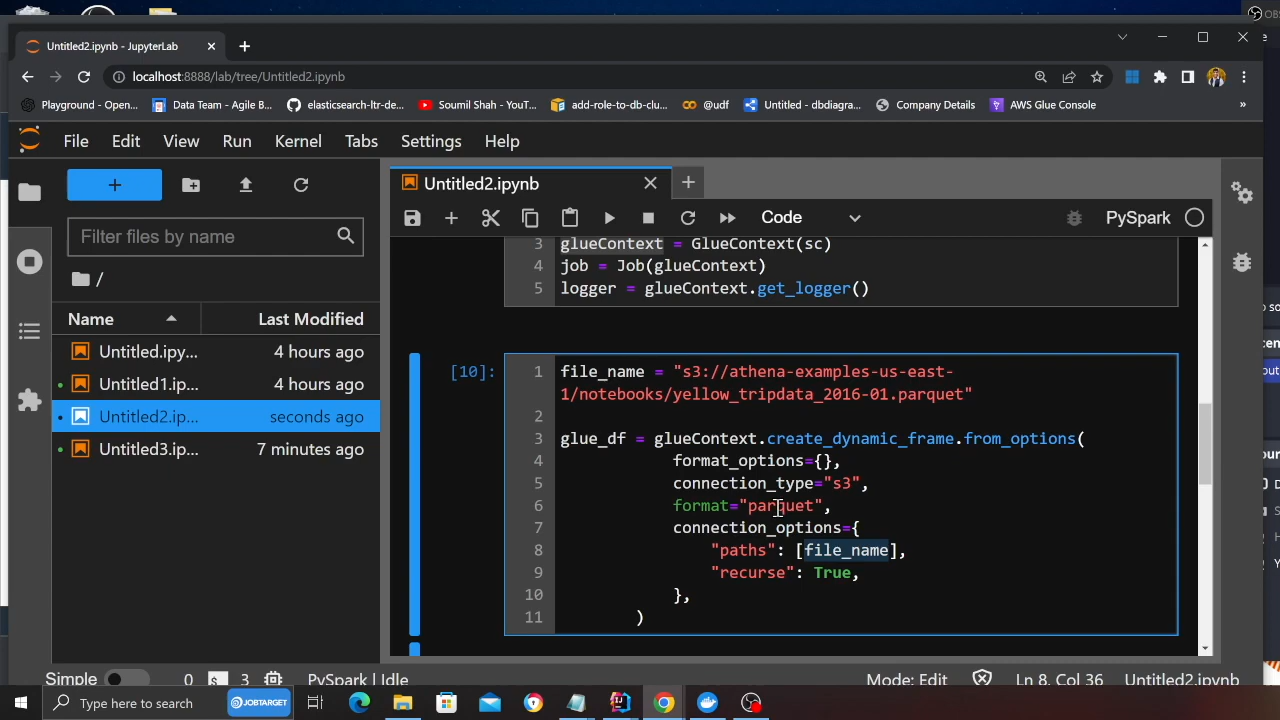 Untitled2.ipynb - JupyterLab
localhost:8888/lab/tree/Untitled2.ipynb
Playground - Open...
Data Team - Agile B...
elasticsearch-ltr-de...
Soumil Shah - YouT...
add-role-to-db-clu...
@udf
Untitled - dbdiagra...
Company Details
AWS Glue Console
»
File Edit View Run Kernel Tabs Settings Help
Untitled2.ipynb
Code
PySpark
Filter files by name
/
Name Last Modified
Untitled.ipy... 4 hours ago
Untitled1.ip... 4 hours ago
Untitled2.ip... seconds ago
Untitled3.ip... 7 minutes ago
3 glueContext = GlueContext(sc)
4 job = Job(glueContext)
5 logger = glueContext.get_logger()
[10]: 1 file_name = "s3://athena-examples-us-east-
1/notebooks/yellow_tripdata_2016-01.parquet"
2
3 glue_df = glueContext.create_dynamic_frame.from_options(
4 format_options={},
5 connection_type="s3",
6 format="parquet",
7 connection_options={
8 "paths": [file_name],
9 "recurse": True,
10 },
11 )
Simple 0 3 PySpark | Idle Mode: Edit Ln 8, Col 36 Untitled2.ipynb
Type here to search
JOBTARGET